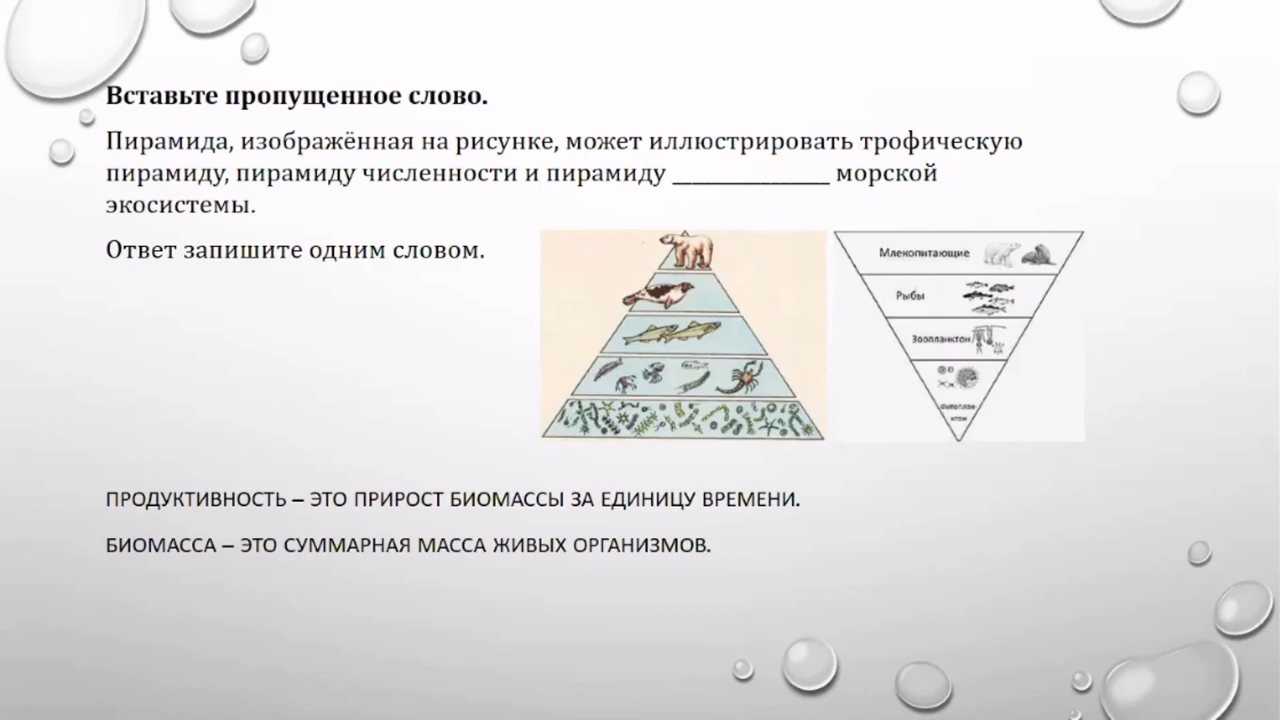 Вставьте пропущенное слово.
Пирамида, изображённая на рисунке, может иллюстрировать трофическую
пирамиду, пирамиду численности и пирамиду _______________ морской
экосистемы.
Ответ запишите одним словом.
Млекопитающие
Рыбы
Зоопланктон
ПРОДУКТИВНОСТЬ – ЭТО ПРИРОСТ БИОМАССЫ ЗА ЕДИНИЦУ ВРЕМЕНИ.
БИОМАССА – ЭТО СУММАРНАЯ МАССА ЖИВЫХ ОРГАНИЗМОВ.